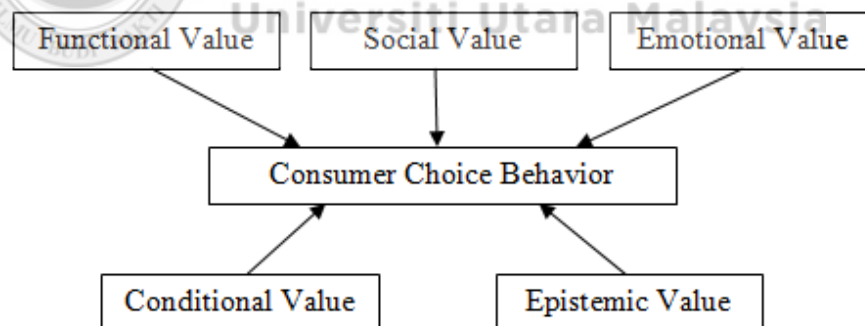 Universiti Utara Malaysia
Functional Value
Social Value
Emotional Value
Consumer Choice Behavior
Conditional Value
Epistemic Value